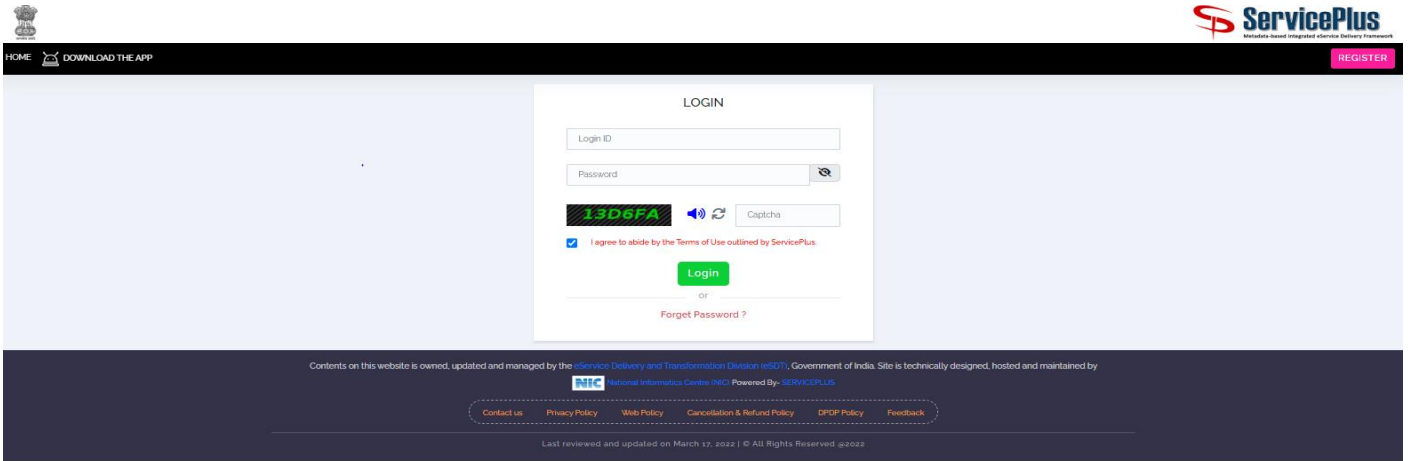 ServicePlus
Metadata-based Integrated eService Delivery Framework
HOME DOWNLOAD THE APP REGISTER
LOGIN
Login ID
Password
13D6FA Captcha
I agree to abide by the Terms of Use outlined by ServicePlus.
Login
or
Forget Password ?
Contents on this website is owned, updated and managed by the eService Delivery and Transformation Division (eSDT), Government of India. Site is technically designed, hosted and maintained by
NIC National Informatics Centre (NIC) Powered By- SERVICEPLUS
Contact us Privacy Policy Web Policy Cancellation & Refund Policy DPDP Policy Feedback
Last reviewed and updated on March 17, 2022 | © All Rights Reserved @2022